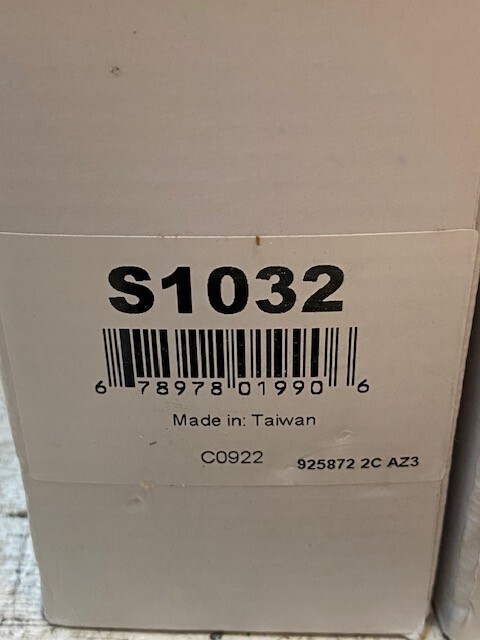 S1032
6 78978 01990 6
Made in: Taiwan
C0922
925872 2C AZ3